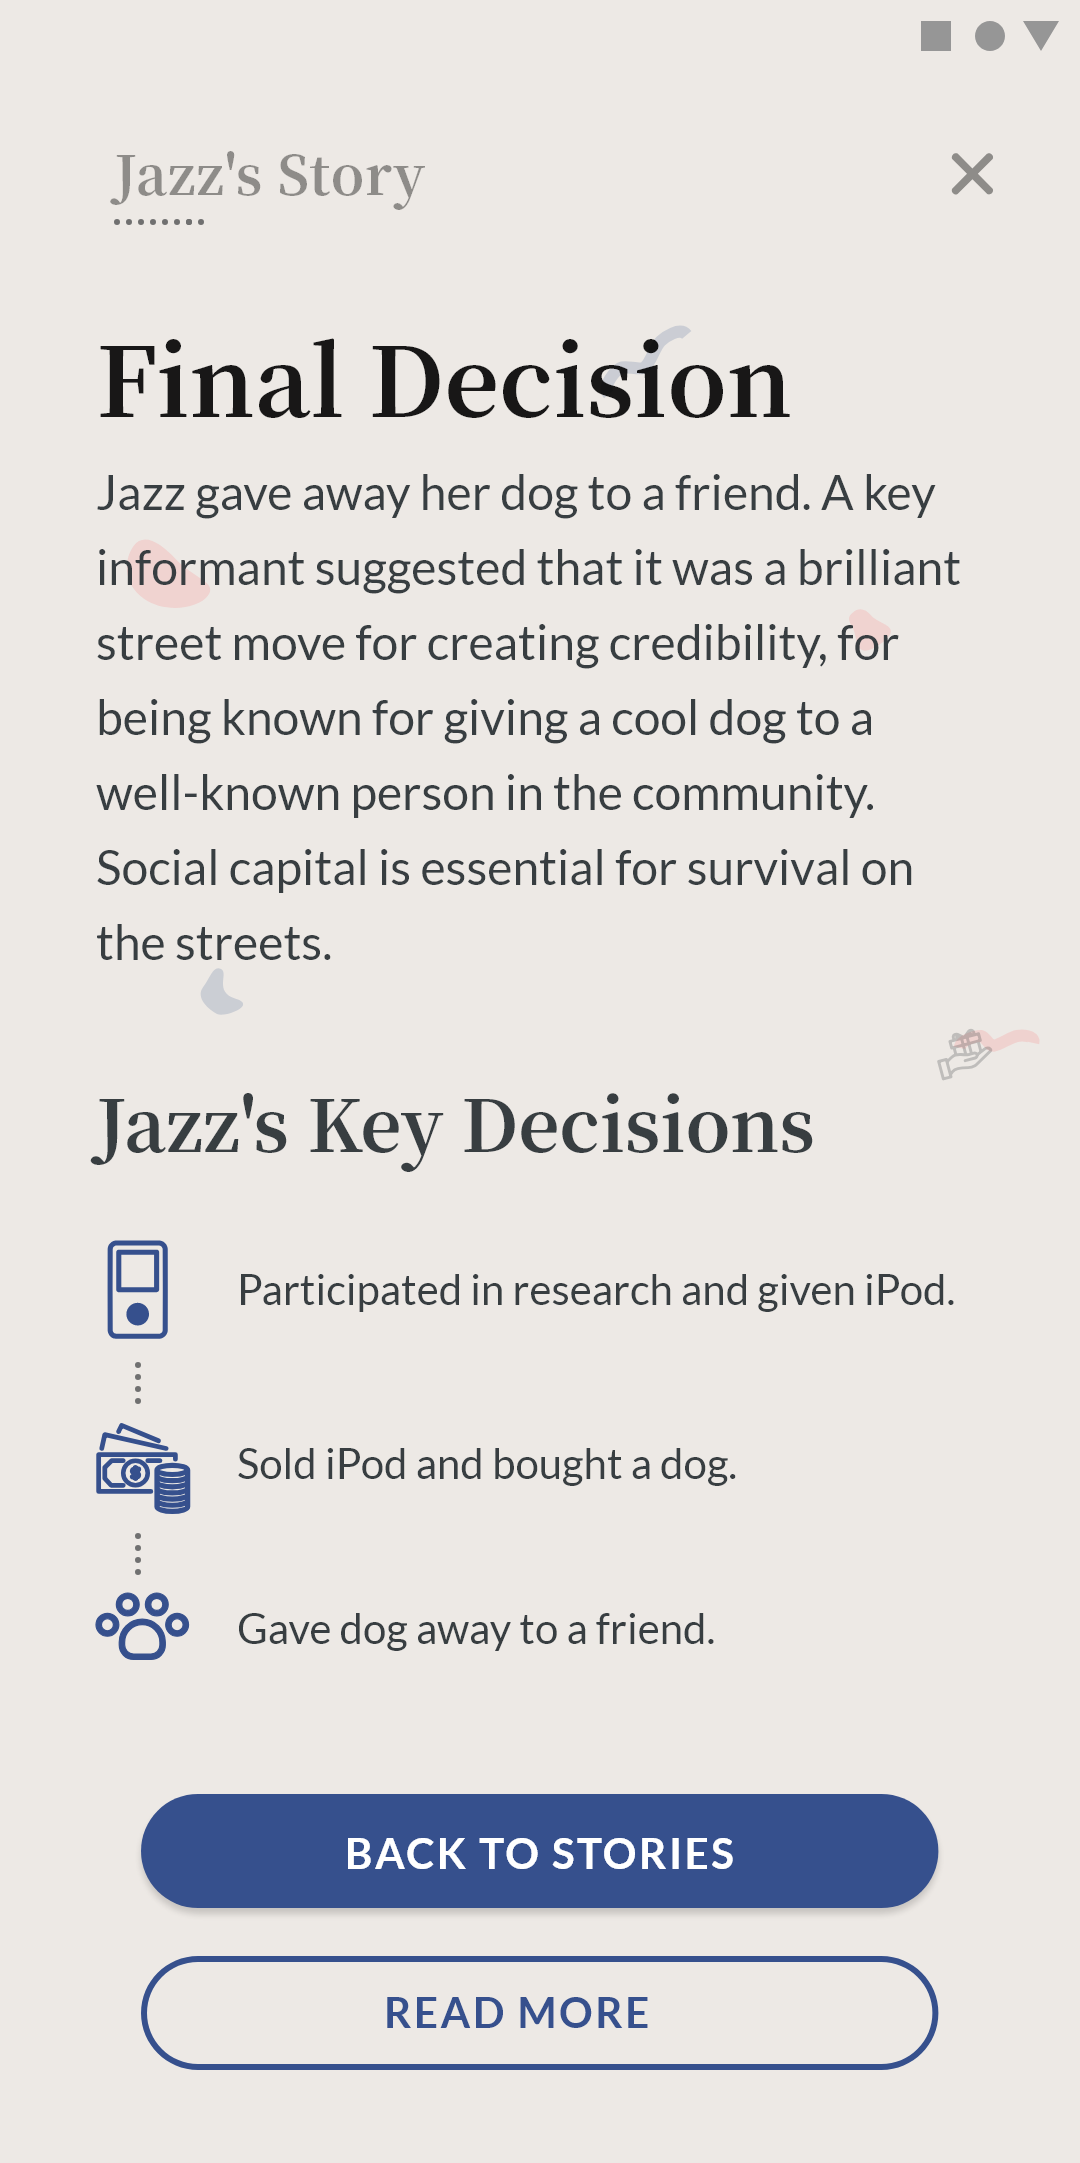 Jazz's Story
Final Decision
Jazz gave away her dog to a friend. A key
informant suggested that it was a brilliant
street move for creating credibility, for
being known for giving a cool dog to a
well-known person in the community.
Social capital is essential for survival on
the streets.
Jazz's Key Decisions
Participated in research and given iPod.
Sold iPod and bought a dog.
Gave dog away to a friend.
BACK TO STORIES
READ MORE